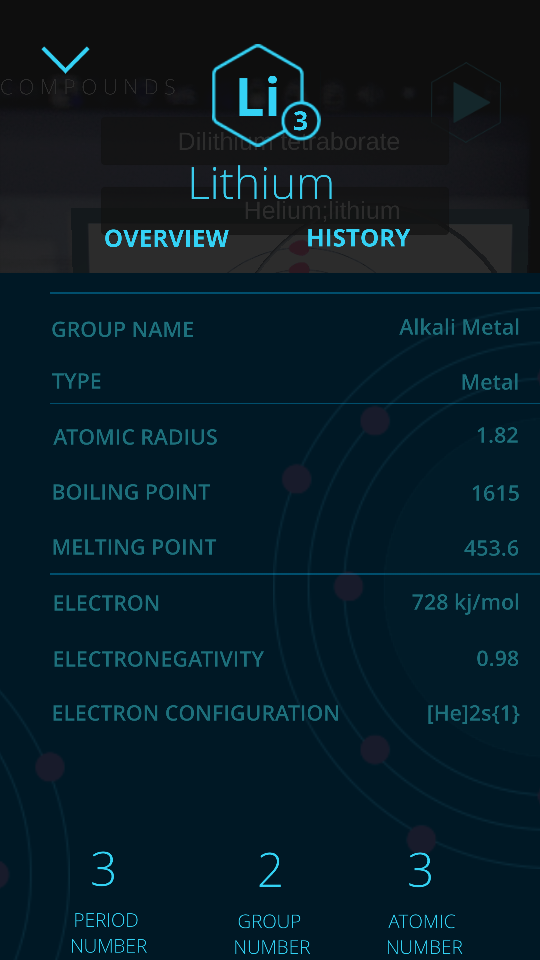 COMPOUNDS
Li
3
Dilithium tetraborate
Lithium
Helium;lithium
OVERVIEW HISTORY
GROUP NAME Alkali Metal
TYPE Metal
ATOMIC RADIUS 1.82
BOILING POINT 1615
MELTING POINT 453.6
ELECTRON 728 kj/mol
ELECTRONEGATIVITY 0.98
ELECTRON CONFIGURATION [He]2s{1}
3 2 3
PERIOD GROUP ATOMIC
NUMBER NUMBER NUMBER